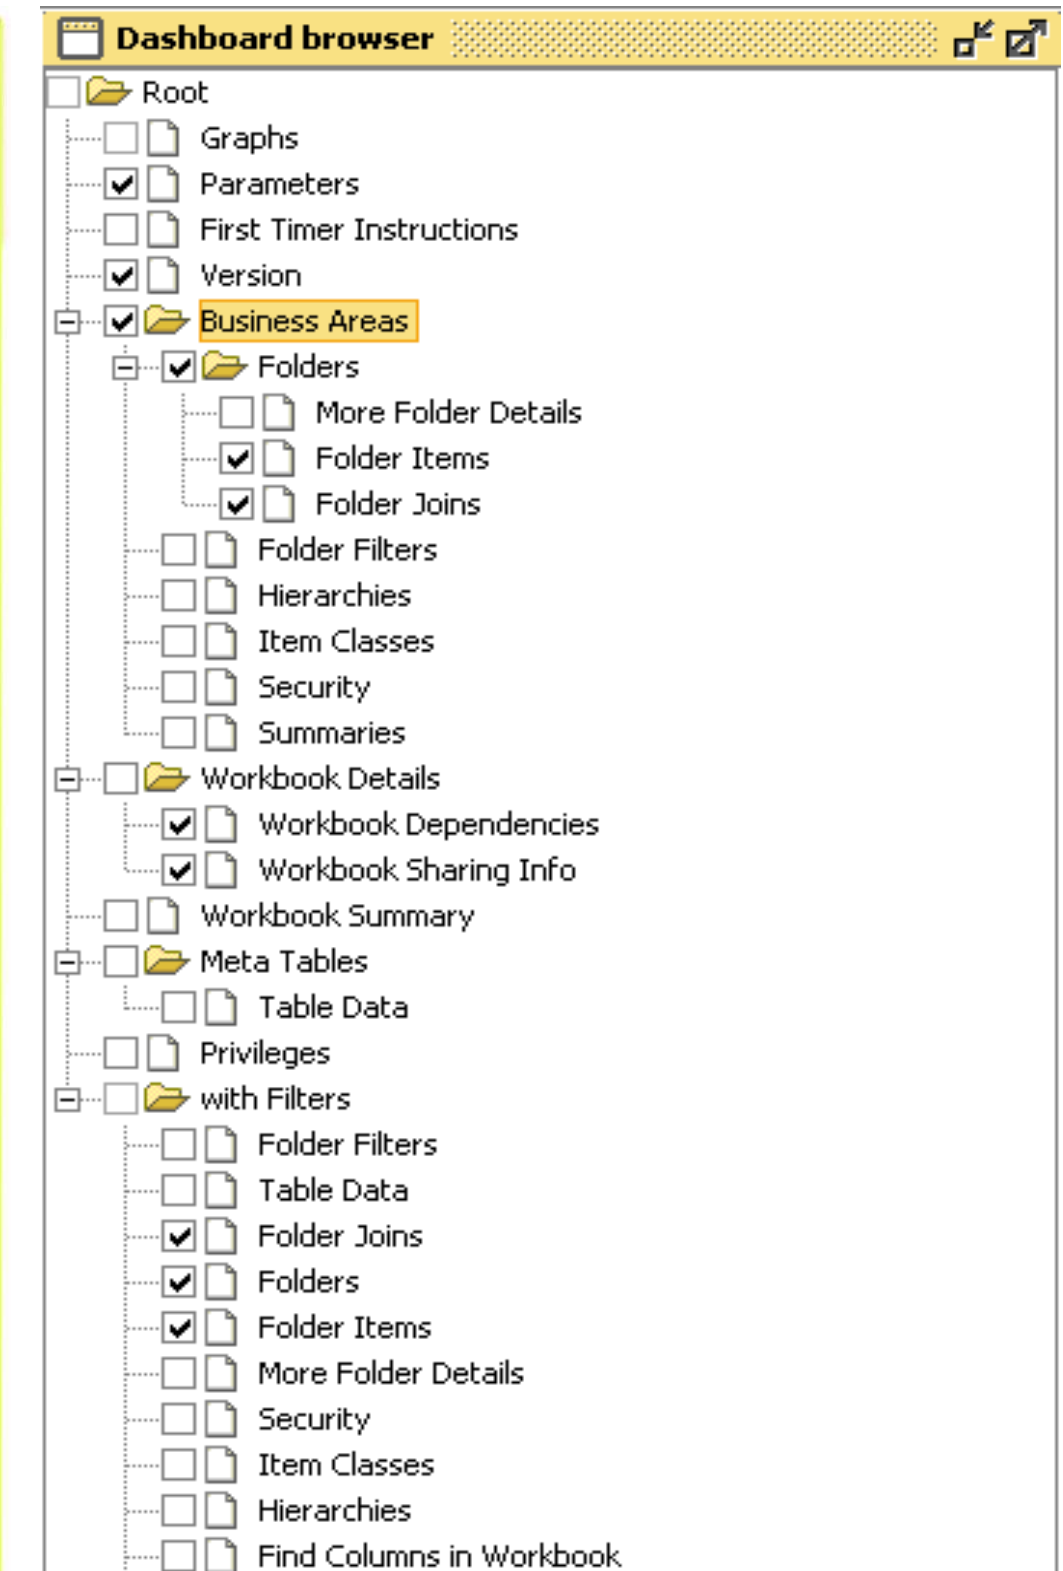 Dashboard browser
Root
Graphs
Parameters
First Timer Instructions
Version
Business Areas
Folders
More Folder Details
Folder Items
Folder Joins
Folder Filters
Hierarchies
Item Classes
Security
Summaries
Workbook Details
Workbook Dependencies
Workbook Sharing Info
Workbook Summary
Meta Tables
Table Data
Privileges
with Filters
Folder Filters
Table Data
Folder Joins
Folders
Folder Items
More Folder Details
Security
Item Classes
Hierarchies
Find Columns in Workbook